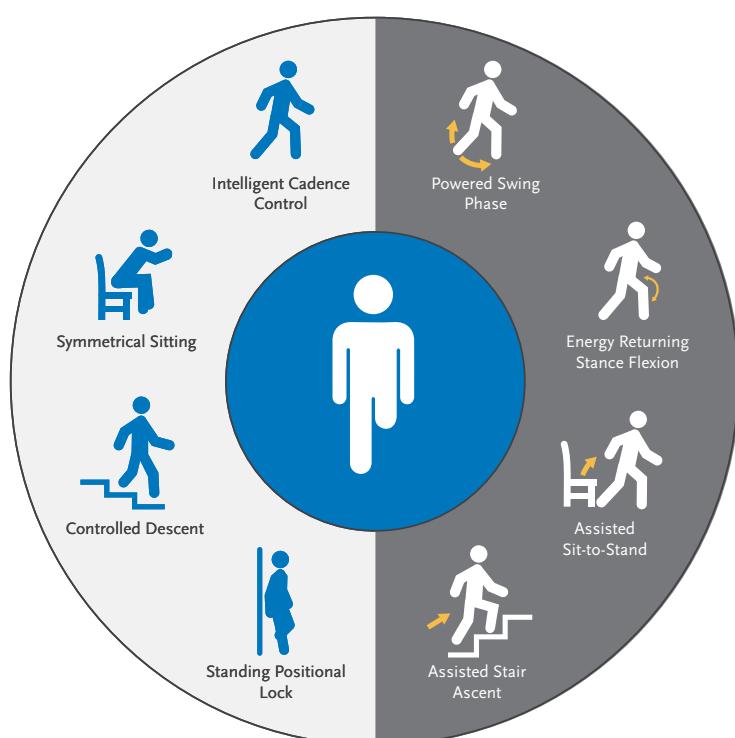 Intelligent Cadence
Control
Powered Swing
Phase
Symmetrical Sitting
Energy Returning
Stance Flexion
Controlled Descent
Assisted
Sit-to-Stand
Standing Positional
Lock
Assisted Stair
Ascent